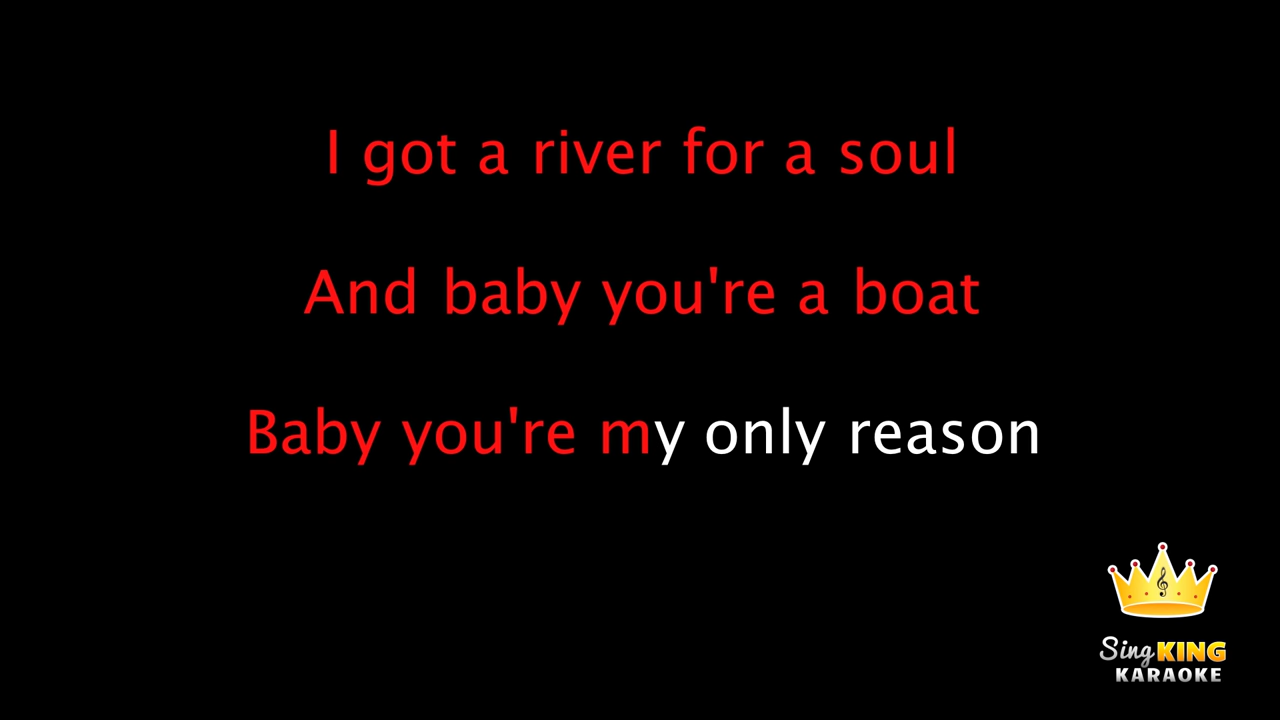 I got a river for a soul
And baby you're a boat
Baby you're my only reason
Sing KING
KARAOKE